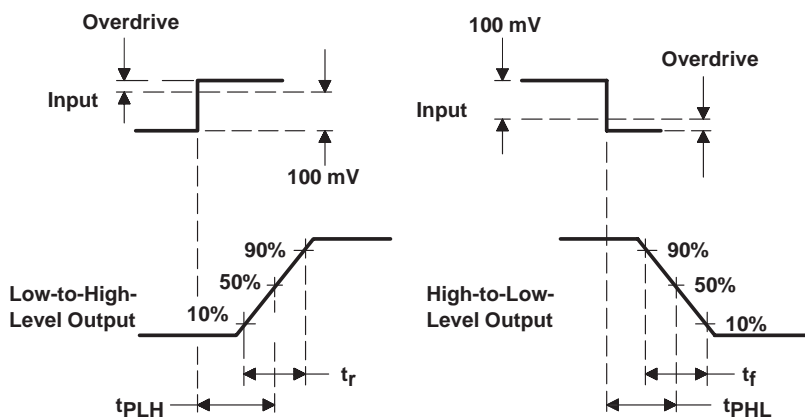 Overdrive
Input
100 mV
100 mV
Overdrive
Input
90%
50%
10%
Low-to-High-
Level Output
tr
tPLH
90%
50%
10%
High-to-Low-
Level Output
tf
tPHL